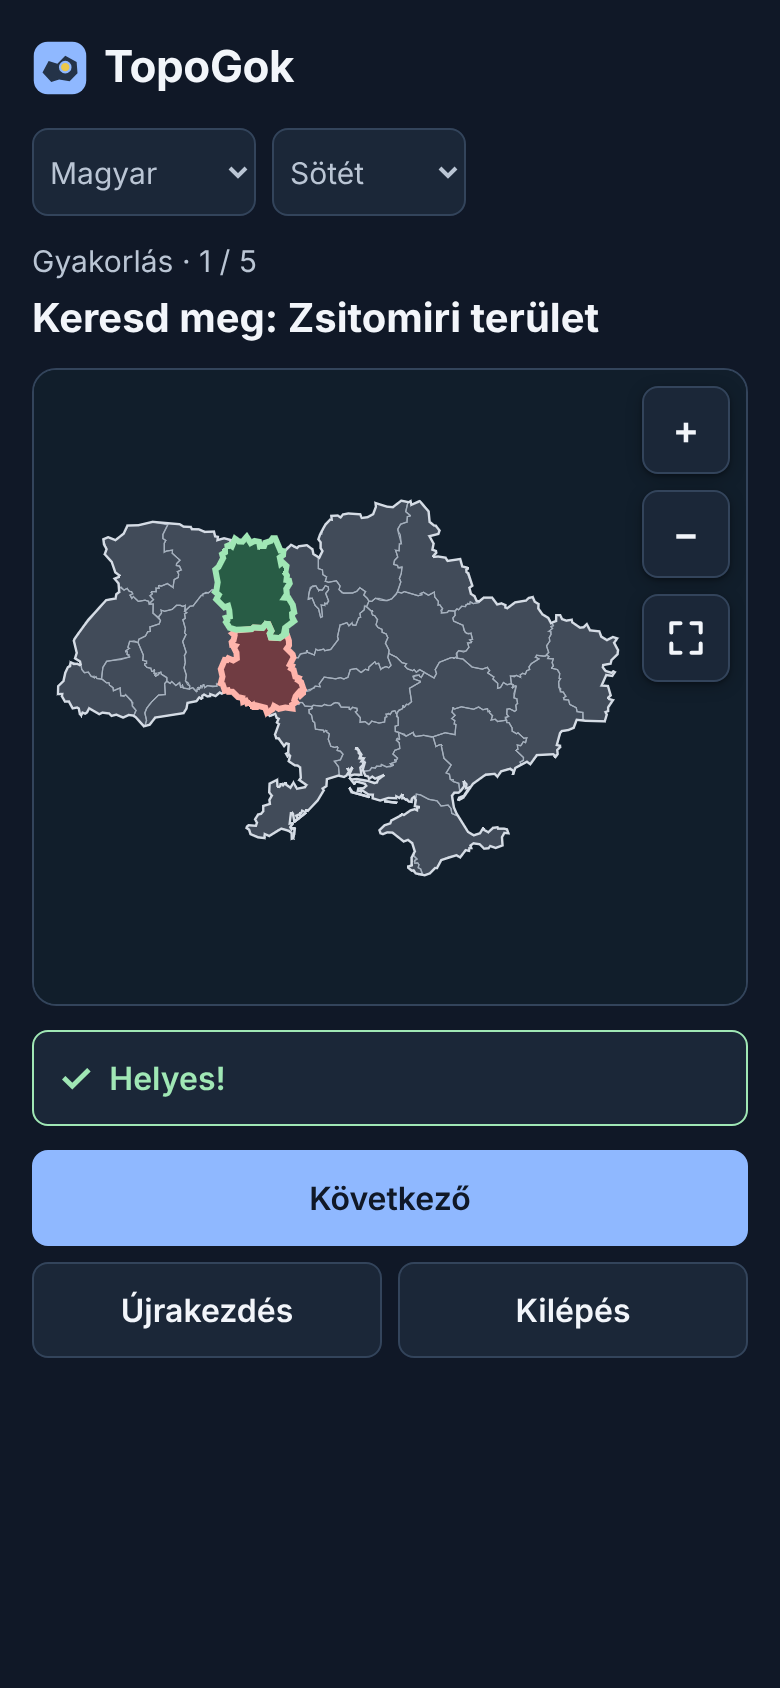 TopoGok
Magyar
Sötét
Gyakorlás · 1 / 5
Keresd meg: Zsitomiri terület
+
−
✓ Helyes!
Következő
Újrakezdés
Kilépés